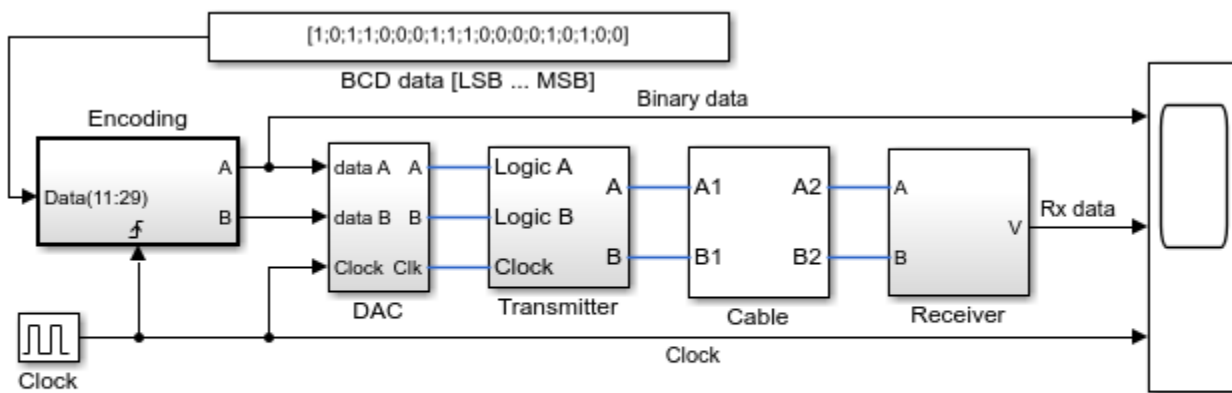 [1;0;1;1;0;0;0;1;1;1;0;0;0;0;1;0;1;0;0]
BCD data [LSB ... MSB]
Binary data
Encoding
Data(11:29)
A
B
data A
data B
Clock
A
B
Clk
DAC
Logic A
Logic B
Clock
A
B
Transmitter
A1
B1
A2
B2
Cable
A
B
V
Receiver
Rx data
Clock
Clock